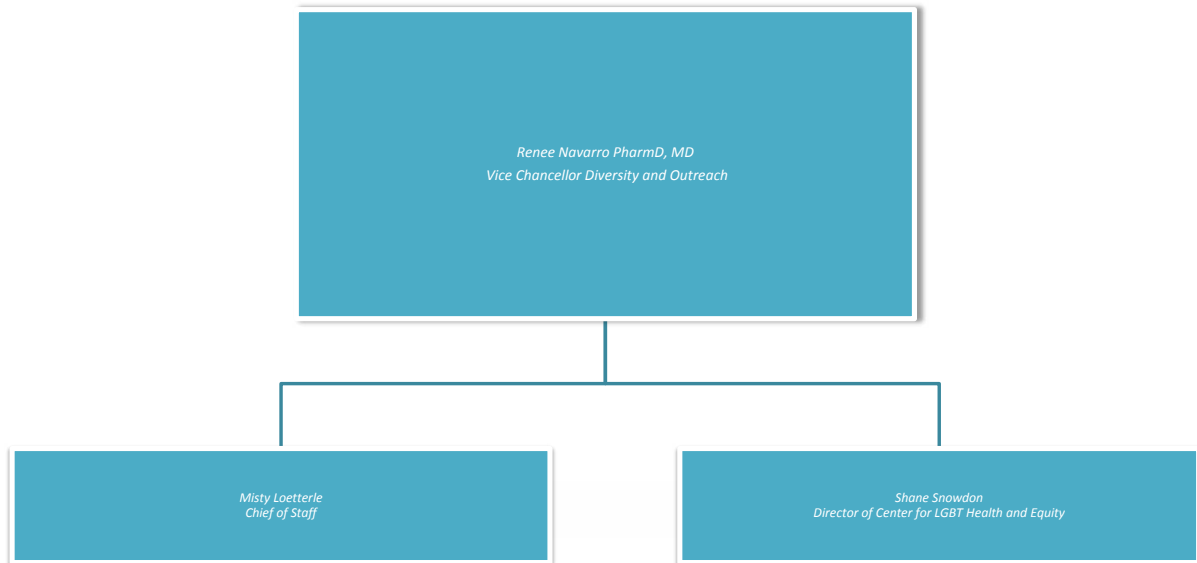 Renee Navarro PharmD, MD
Vice Chancellor Diversity and Outreach
Misty Loetterle
Chief of Staff
Shane Snowdon
Director of Center for LGBT Health and Equity